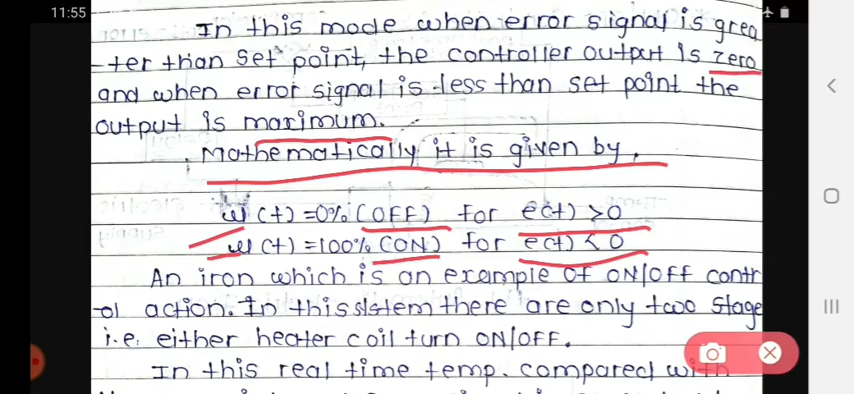 11:55
In this mode when error signal is grea
-ter than set point, the controller output is zero
and when error signal is less than set point the
output is maximum.
Mathematically it is given by,
u(t) = 0% (OFF) for e(t) > 0
u(t) = 100% (ON) for e(t) < 0
An iron which is an example of ON/OFF contr
-ol action. In this sistem there are only two stage
i.e. either heater coil turn ON/OFF.
In this real time temp. compared with